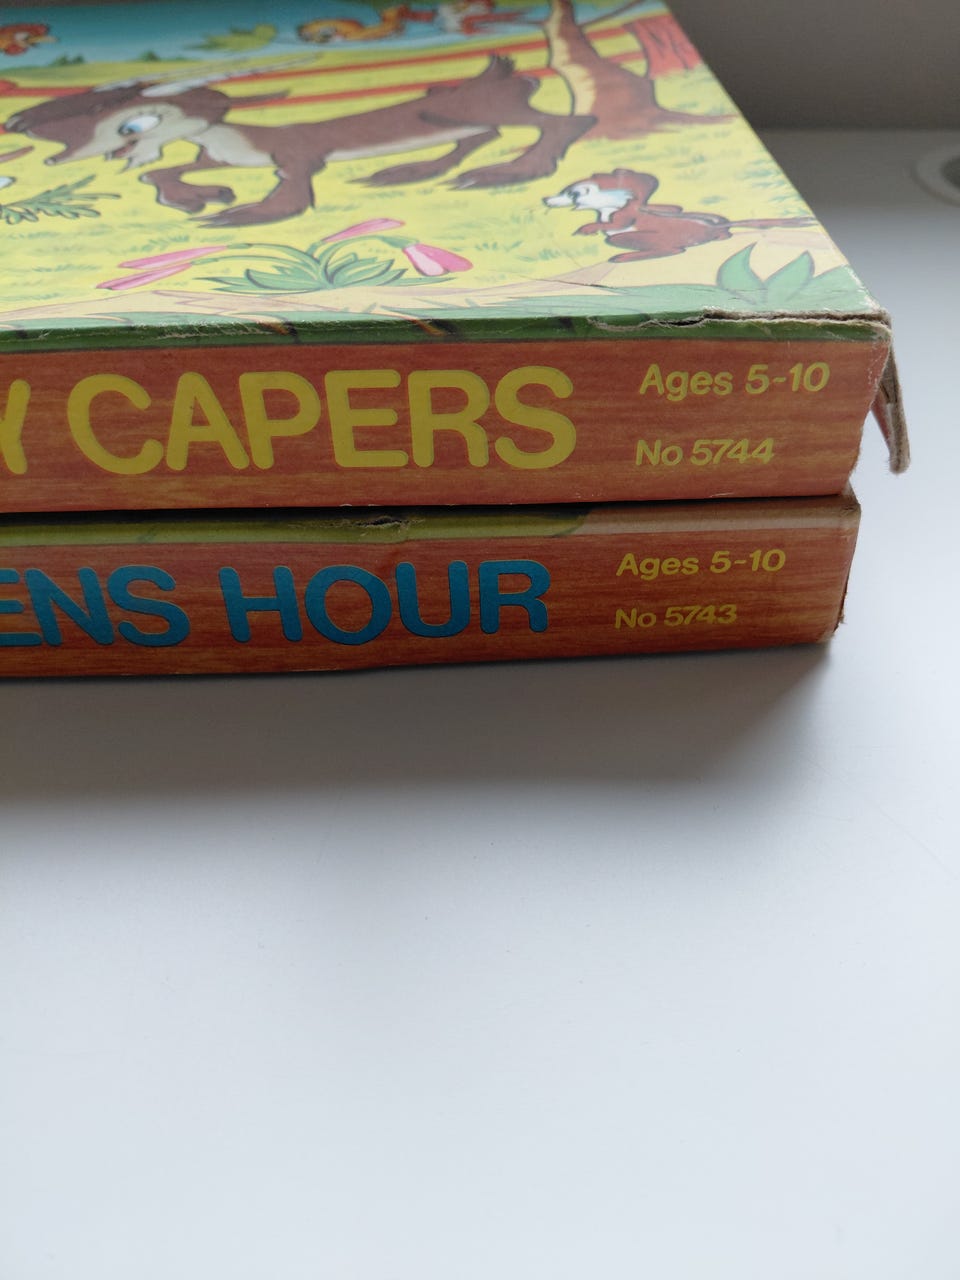 Y CAPERS
Ages 5-10
No 5744
ENS HOUR
Ages 5-10
No 5743